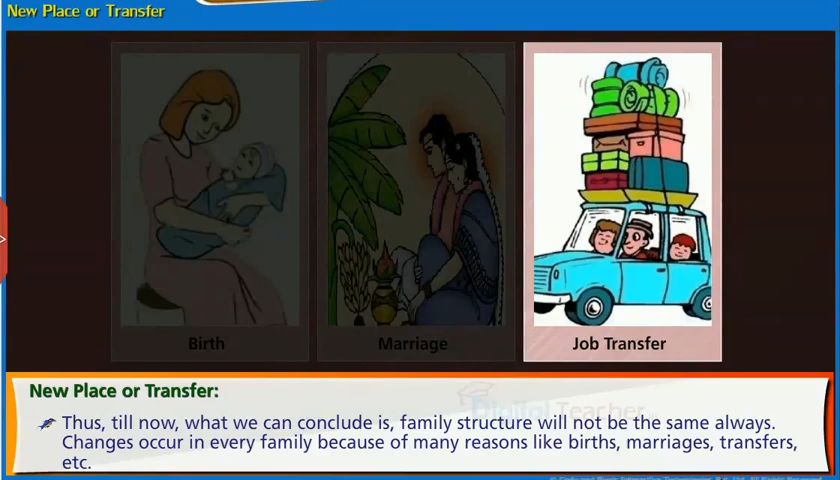 New Place or Transfer
Birth
Marriage
Job Transfer
New Place or Transfer:
Thus, till now, what we can conclude is, family structure will not be the same always.
Changes occur in every family because of many reasons like births, marriages, transfers,
etc.
Digital Teacher